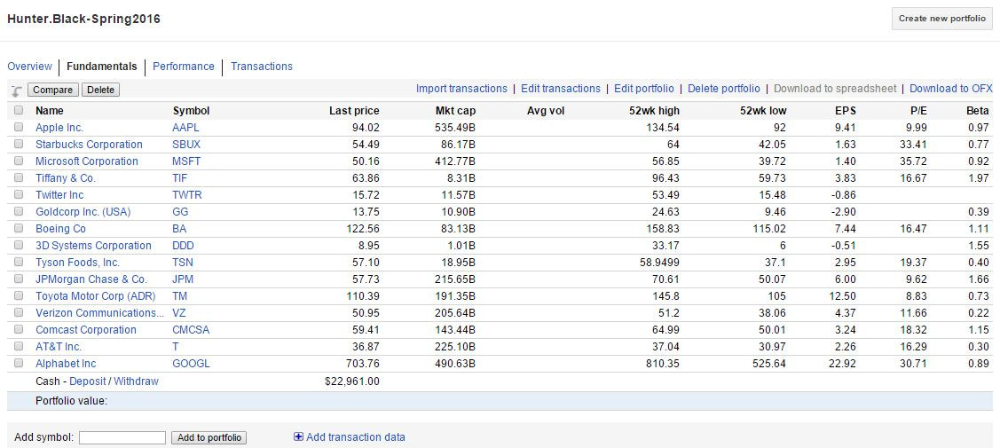 Hunter.Black-Spring2016 Create new portfolio
Overview | Fundamentals | Performance | Transactions
Compare Delete Import transactions | Edit transactions | Edit portfolio | Delete portfolio | Download to spreadsheet | Download to OFX
Name Symbol Last price Mkt cap Avg vol 52wk high 52wk low EPS P/E Beta
Apple Inc. AAPL 94.02 535.49B 134.54 92 9.41 9.99 0.97
Starbucks Corporation SBUX 54.49 86.17B 64 42.05 1.63 33.41 0.77
Microsoft Corporation MSFT 50.16 412.77B 56.85 39.72 1.40 35.72 0.92
Tiffany & Co. TIF 63.86 8.31B 96.43 59.73 3.83 16.67 1.97
Twitter Inc TWTR 15.72 11.57B 53.49 15.48 -0.86
Goldcorp Inc. (USA) GG 13.75 10.90B 24.63 9.46 -2.90 0.39
Boeing Co BA 122.56 83.13B 158.83 115.02 7.44 16.47 1.11
3D Systems Corporation DDD 8.95 1.01B 33.17 6 -0.51 1.55
Tyson Foods, Inc. TSN 57.10 18.95B 58.9499 37.1 2.95 19.37 0.40
JPMorgan Chase & Co. JPM 57.73 215.65B 70.61 50.07 6.00 9.62 1.66
Toyota Motor Corp (ADR) TM 110.39 191.35B 145.8 105 12.50 8.83 0.73
Verizon Communications... VZ 50.95 205.64B 51.2 38.06 4.37 11.66 0.22
Comcast Corporation CMCSA 59.41 143.44B 64.99 50.01 3.24 18.32 1.15
AT&T Inc. T 36.87 225.10B 37.04 30.97 2.26 16.29 0.30
Alphabet Inc GOOGL 703.76 490.63B 810.35 525.64 22.92 30.71 0.89
Cash - Deposit / Withdraw $22,961.00
Portfolio value:
Add symbol: Add to portfolio Add transaction data